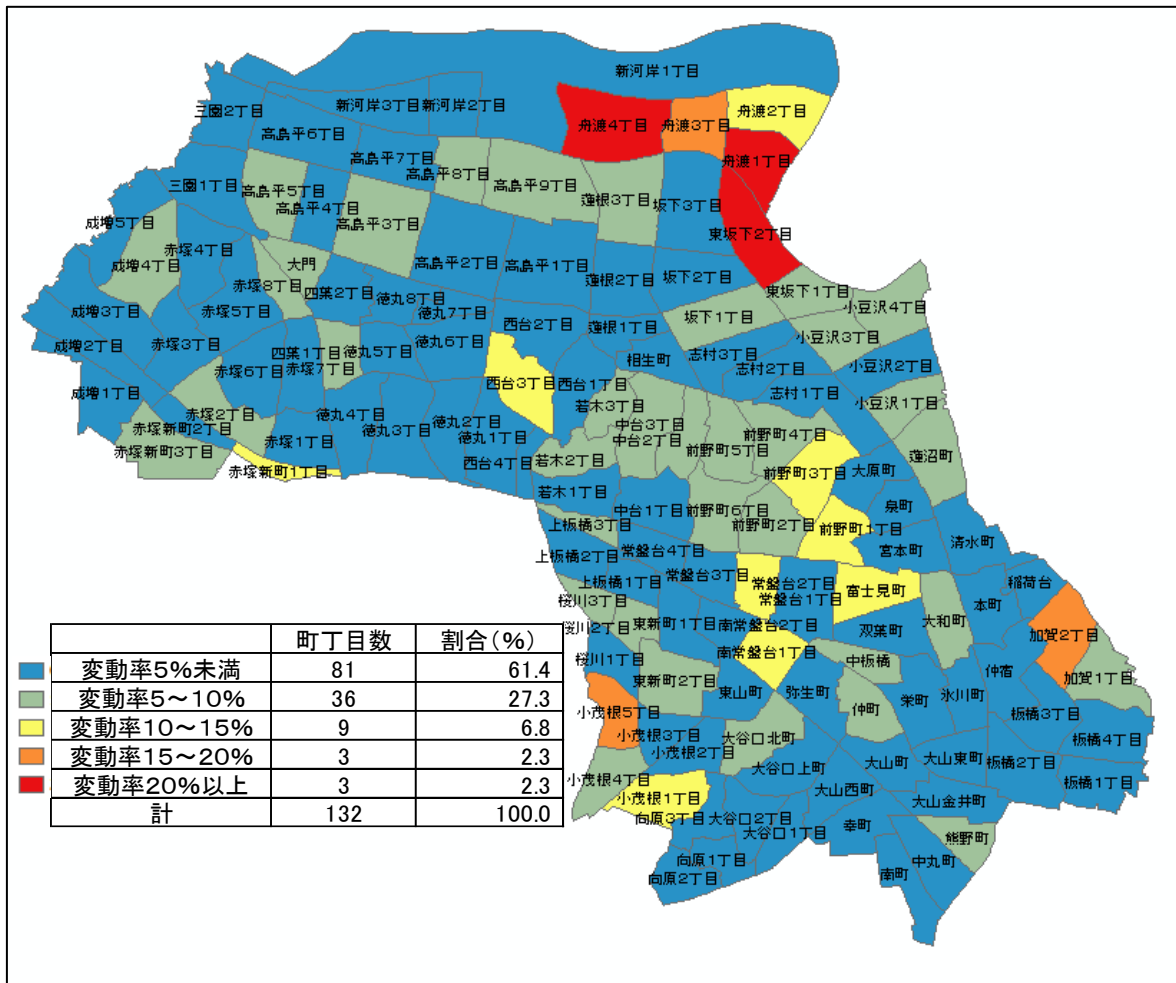 新河岸1丁目
三園2丁目
新河岸3丁目
新河岸2丁目
舟渡2丁目
舟渡4丁目
舟渡3丁目
高島平6丁目
高島平7丁目
舟渡1丁目
高島平8丁目
三園1丁目
高島平5丁目
高島平9丁目
高島平4丁目
蓮根3丁目
坂下3丁目
成増5丁目
高島平3丁目
東坂下2丁目
赤塚4丁目
成増4丁目
大門
高島平2丁目
高島平1丁目
蓮根2丁目
坂下2丁目
赤塚8丁目
四葉2丁目
徳丸8丁目
東坂下1丁目
小豆沢4丁目
成増3丁目
赤塚5丁目
徳丸7丁目
西台2丁目
蓮根1丁目
坂下1丁目
小豆沢3丁目
成増2丁目
赤塚3丁目
四葉1丁目
徳丸5丁目
徳丸6丁目
相生町
志村3丁目
志村2丁目
小豆沢2丁目
赤塚6丁目
赤塚7丁目
西台3丁目
西台1丁目
成増1丁目
志村1丁目
小豆沢1丁目
赤塚2丁目
徳丸4丁目
若木3丁目
赤塚新町2丁目
徳丸3丁目
徳丸2丁目
中台3丁目
前野町4丁目
赤塚1丁目
徳丸1丁目
中台2丁目
赤塚新町3丁目
前野町5丁目
蓮沼町
西台4丁目
若木2丁目
赤塚新町1丁目
前野町3丁目
大原町
若木1丁目
中台1丁目
前野町6丁目
泉町
上板橋3丁目
前野町2丁目
前野町1丁目
上板橋2丁目
常盤台4丁目
宮本町
清水町
上板橋1丁目
常盤台3丁目
常盤台2丁目
富士見町
稲荷台
桜川3丁目
常盤台1丁目
本町
桜川2丁目
東新町1丁目
南常盤台2丁目
双葉町
大和町
加賀2丁目
桜川1丁目
南常盤台1丁目
中板橋
仲宿
加賀1丁目
東新町2丁目
東山町
弥生町
栄町
氷川町
小茂根5丁目
仲町
板橋3丁目
小茂根3丁目
大谷口北町
板橋4丁目
小茂根2丁目
大谷口上町
大山町
大山東町
板橋2丁目
小茂根4丁目
板橋1丁目
小茂根1丁目
大山西町
大山金井町
向原3丁目
大谷口2丁目
大谷口1丁目
幸町
熊野町
向原1丁目
中丸町
向原2丁目
南町
町丁目数 割合(%)
変動率5%未満 81 61.4
変動率5~10% 36 27.3
変動率10~15% 9 6.8
変動率15~20% 3 2.3
変動率20%以上 3 2.3
計 132 100.0